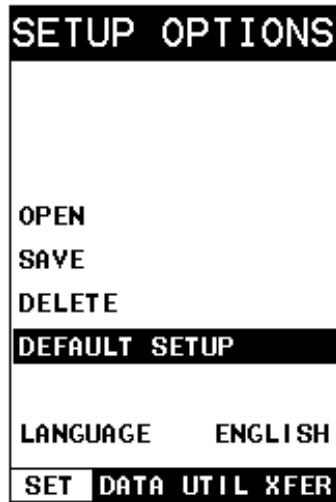 SETUP OPTIONS
OPEN
SAVE
DELETE
DEFAULT SETUP
LANGUAGE ENGLISH
SET DATA UTIL XFER